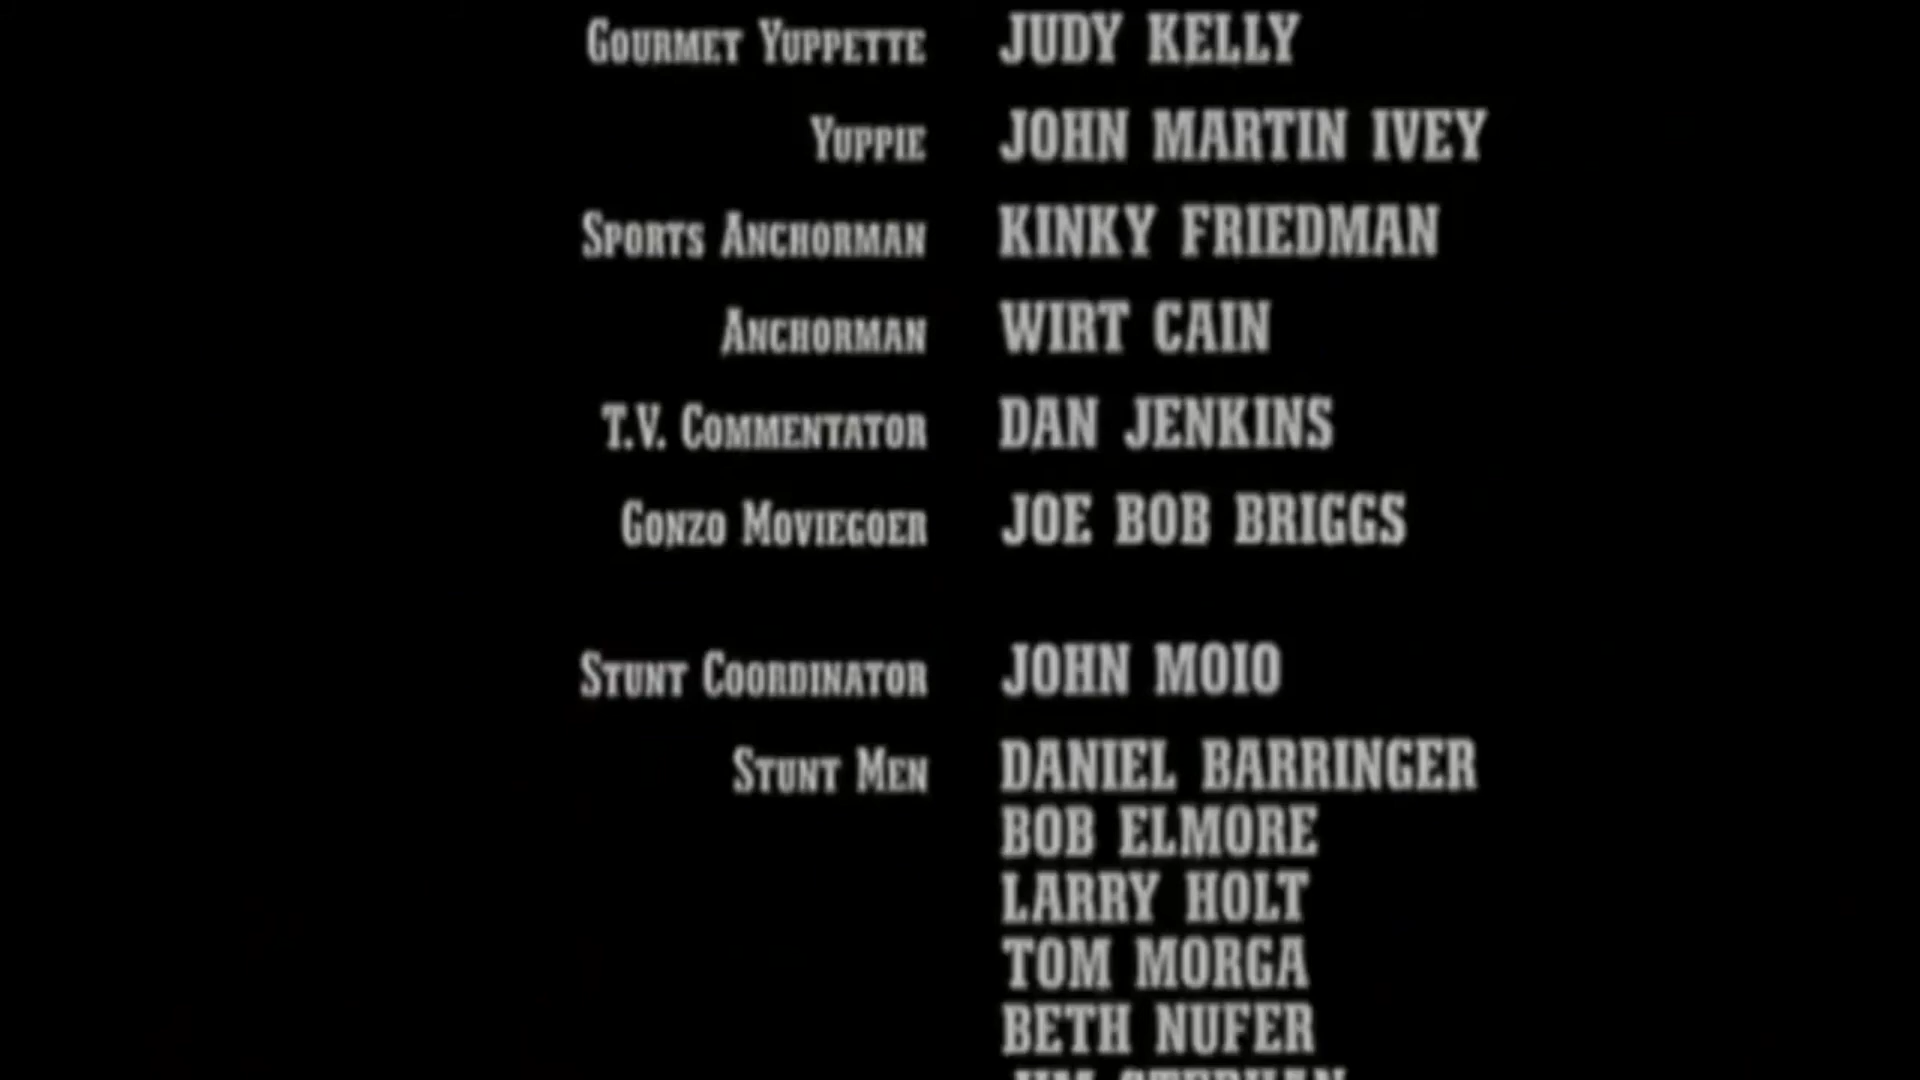 Gourmet Yuppette JUDY KELLY
Yuppie JOHN MARTIN IVEY
Sports Anchorman KINKY FRIEDMAN
Anchorman WIRT CAIN
T.V. Commentator DAN JENKINS
Gonzo Moviegoer JOE BOB BRIGGS
Stunt Coordinator JOHN MOIO
Stunt Men DANIEL BARRINGER
BOB ELMORE
LARRY HOLT
TOM MORGA
BETH NUFER